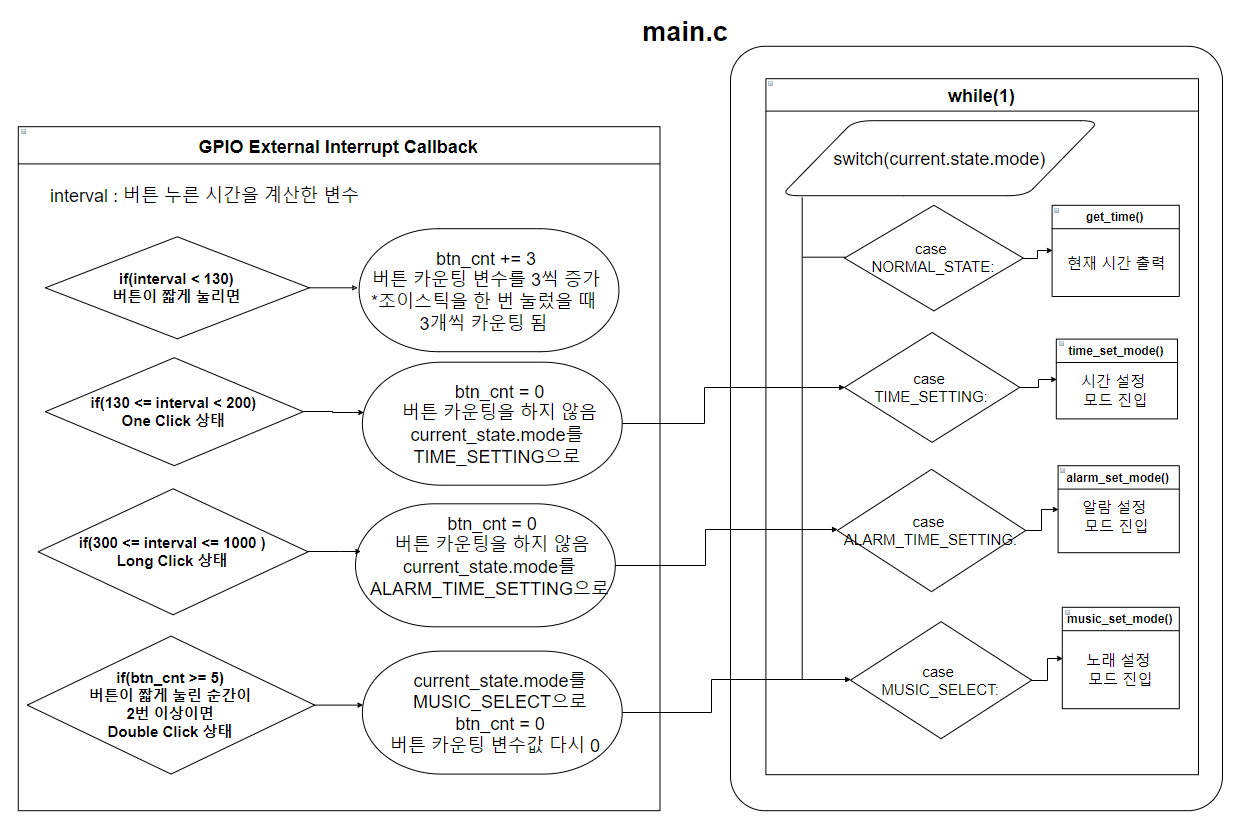 main.c
GPIO External Interrupt Callback
interval : 버튼 누른 시간을 계산한 변수
if(interval < 130)
버튼이 짧게 눌리면
btn_cnt += 3
버튼 카운팅 변수를 3씩 증가
*조이스틱을 한 번 눌렀을 때
3개씩 카운팅 됨
if(130 <= interval < 200)
One Click 상태
btn_cnt = 0
버튼 카운팅을 하지 않음
current_state.mode를
TIME_SETTING으로
if(300 <= interval <= 1000 )
Long Click 상태
btn_cnt = 0
버튼 카운팅을 하지 않음
current_state.mode를
ALARM_TIME_SETTING으로
if(btn_cnt >= 5)
버튼이 짧게 눌린 순간이
2번 이상이면
Double Click 상태
current_state.mode를
MUSIC_SELECT으로
btn_cnt = 0
버튼 카운팅 변수값 다시 0
while(1)
switch(current.state.mode)
case
NORMAL_STATE:
get_time()
현재 시간 출력
case
TIME_SETTING:
time_set_mode()
시간 설정
모드 진입
case
ALARM_TIME_SETTING:
alarm_set_mode()
알람 설정
모드 진입
case
MUSIC_SELECT:
music_set_mode()
노래 설정
모드 진입